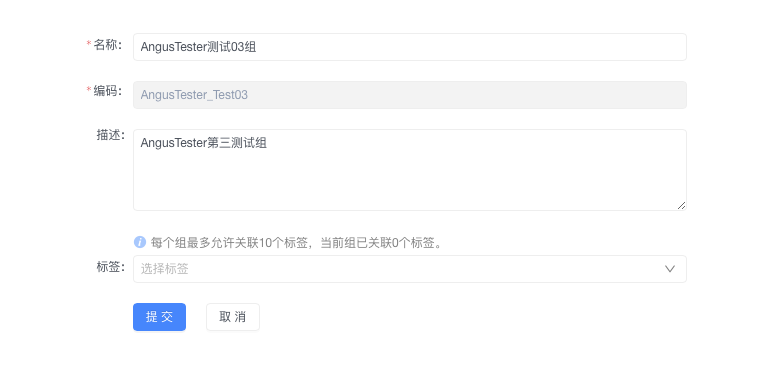 * 名称： AngusTester测试03组
* 编码： AngusTester_Test03
描述： AngusTester第三测试组
每个组最多允许关联10个标签，当前组已关联0个标签。
标签： 选择标签
提 交 取 消